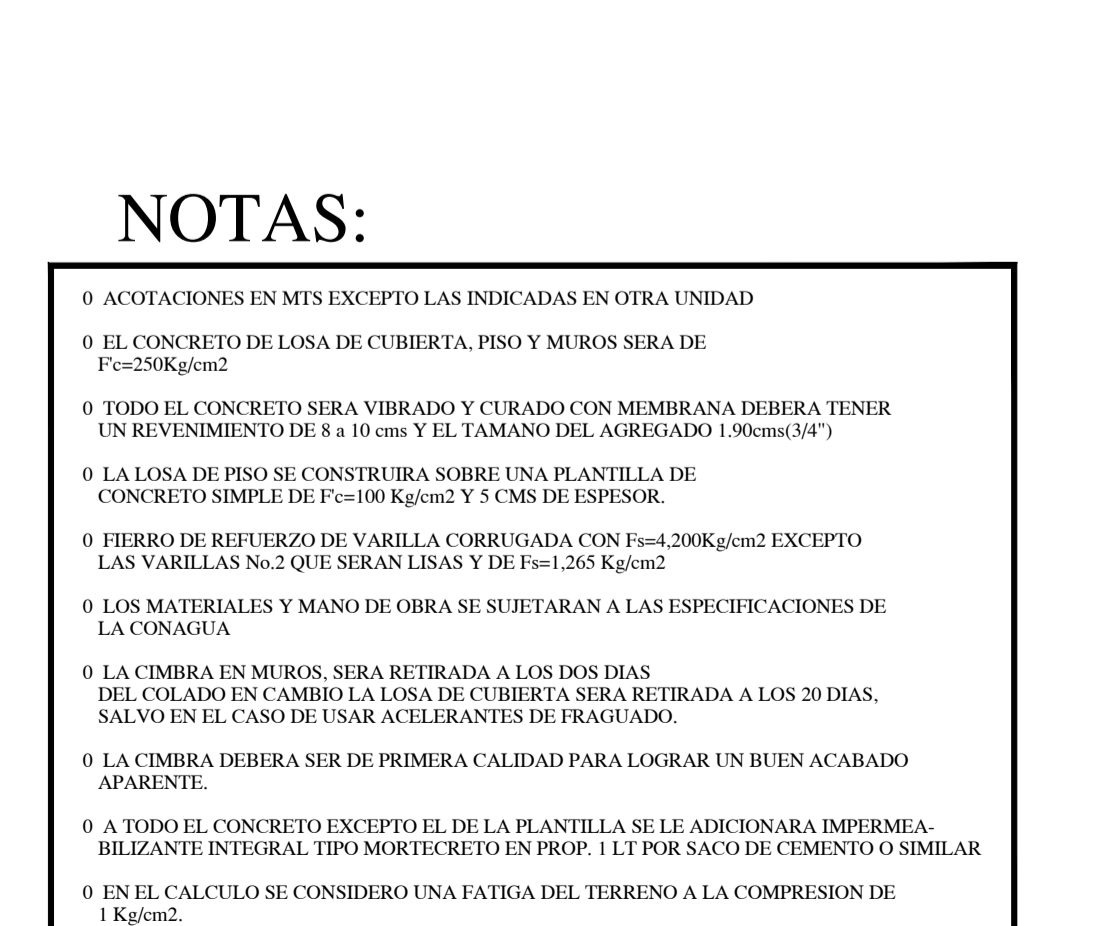 NOTAS:
0 ACOTACIONES EN MTS EXCEPTO LAS INDICADAS EN OTRA UNIDAD
0 EL CONCRETO DE LOSA DE CUBIERTA, PISO Y MUROS SERA DE
F'c=250Kg/cm2
0 TODO EL CONCRETO SERA VIBRADO Y CURADO CON MEMBRANA DEBERA TENER
UN REVENIMIENTO DE 8 a 10 cms Y EL TAMANO DEL AGREGADO 1.90cms(3/4")
0 LA LOSA DE PISO SE CONSTRUIRA SOBRE UNA PLANTILLA DE
CONCRETO SIMPLE DE F'c=100 Kg/cm2 Y 5 CMS DE ESPESOR.
0 FIERRO DE REFUERZO DE VARILLA CORRUGADA CON Fs=4,200Kg/cm2 EXCEPTO
LAS VARILLAS No.2 QUE SERAN LISAS Y DE Fs=1,265 Kg/cm2
0 LOS MATERIALES Y MANO DE OBRA SE SUJETARAN A LAS ESPECIFICACIONES DE
LA CONAGUA
0 LA CIMBRA EN MUROS, SERA RETIRADA A LOS DOS DIAS
DEL COLADO EN CAMBIO LA LOSA DE CUBIERTA SERA RETIRADA A LOS 20 DIAS,
SALVO EN EL CASO DE USAR ACELERANTES DE FRAGUADO.
0 LA CIMBRA DEBERA SER DE PRIMERA CALIDAD PARA LOGRAR UN BUEN ACABADO
APARENTE.
0 A TODO EL CONCRETO EXCEPTO EL DE LA PLANTILLA SE LE ADICIONARA IMPERMEA-
BILIZANTE INTEGRAL TIPO MORTECRETO EN PROP. 1 LT POR SACO DE CEMENTO O SIMILAR
0 EN EL CALCULO SE CONSIDERO UNA FATIGA DEL TERRENO A LA COMPRESION DE
1 Kg/cm2.